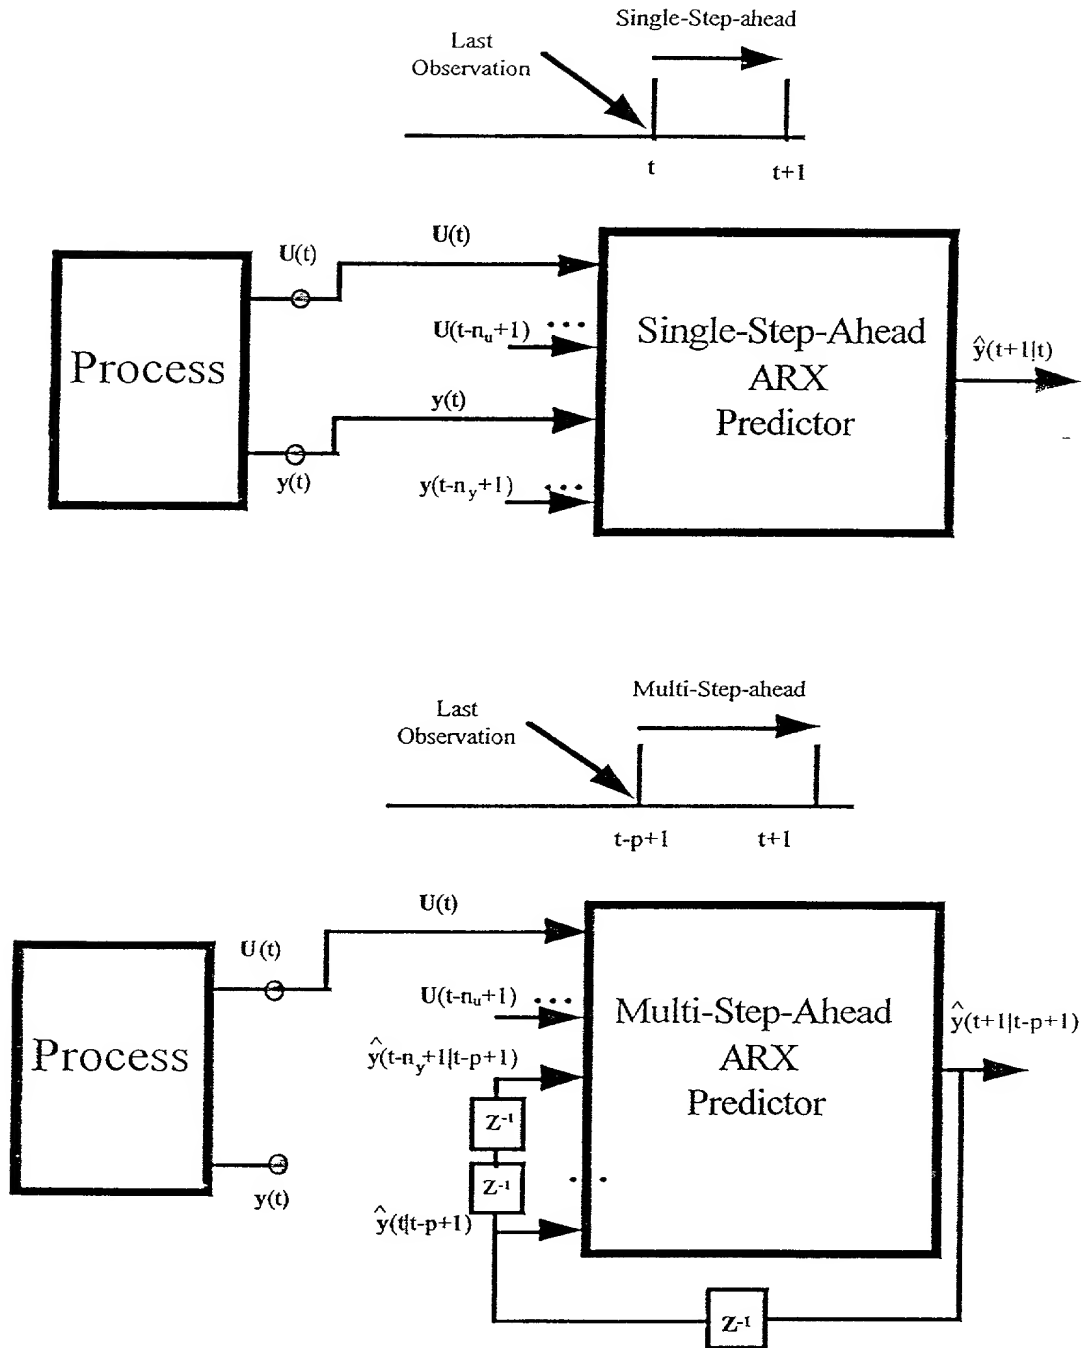 Single-Step-ahead
Last
Observation
t
t+1
U(t)
U(t)
U(t-nᵤ+1)
...
Process
y(t)
y(t)
y(t-n_y+1)
...
Single-Step-Ahead
ARX
Predictor
ŷ(t+1|t)
Multi-Step-ahead
Last
Observation
t-p+1
t+1
U(t)
U(t)
U(t-nᵤ+1)
...
Process
y(t)
ŷ(t-n_y+1|t-p+1)
Z⁻¹
Z⁻¹
ŷ(t|t-p+1)
Multi-Step-Ahead
ARX
Predictor
ŷ(t+1|t-p+1)
Z⁻¹